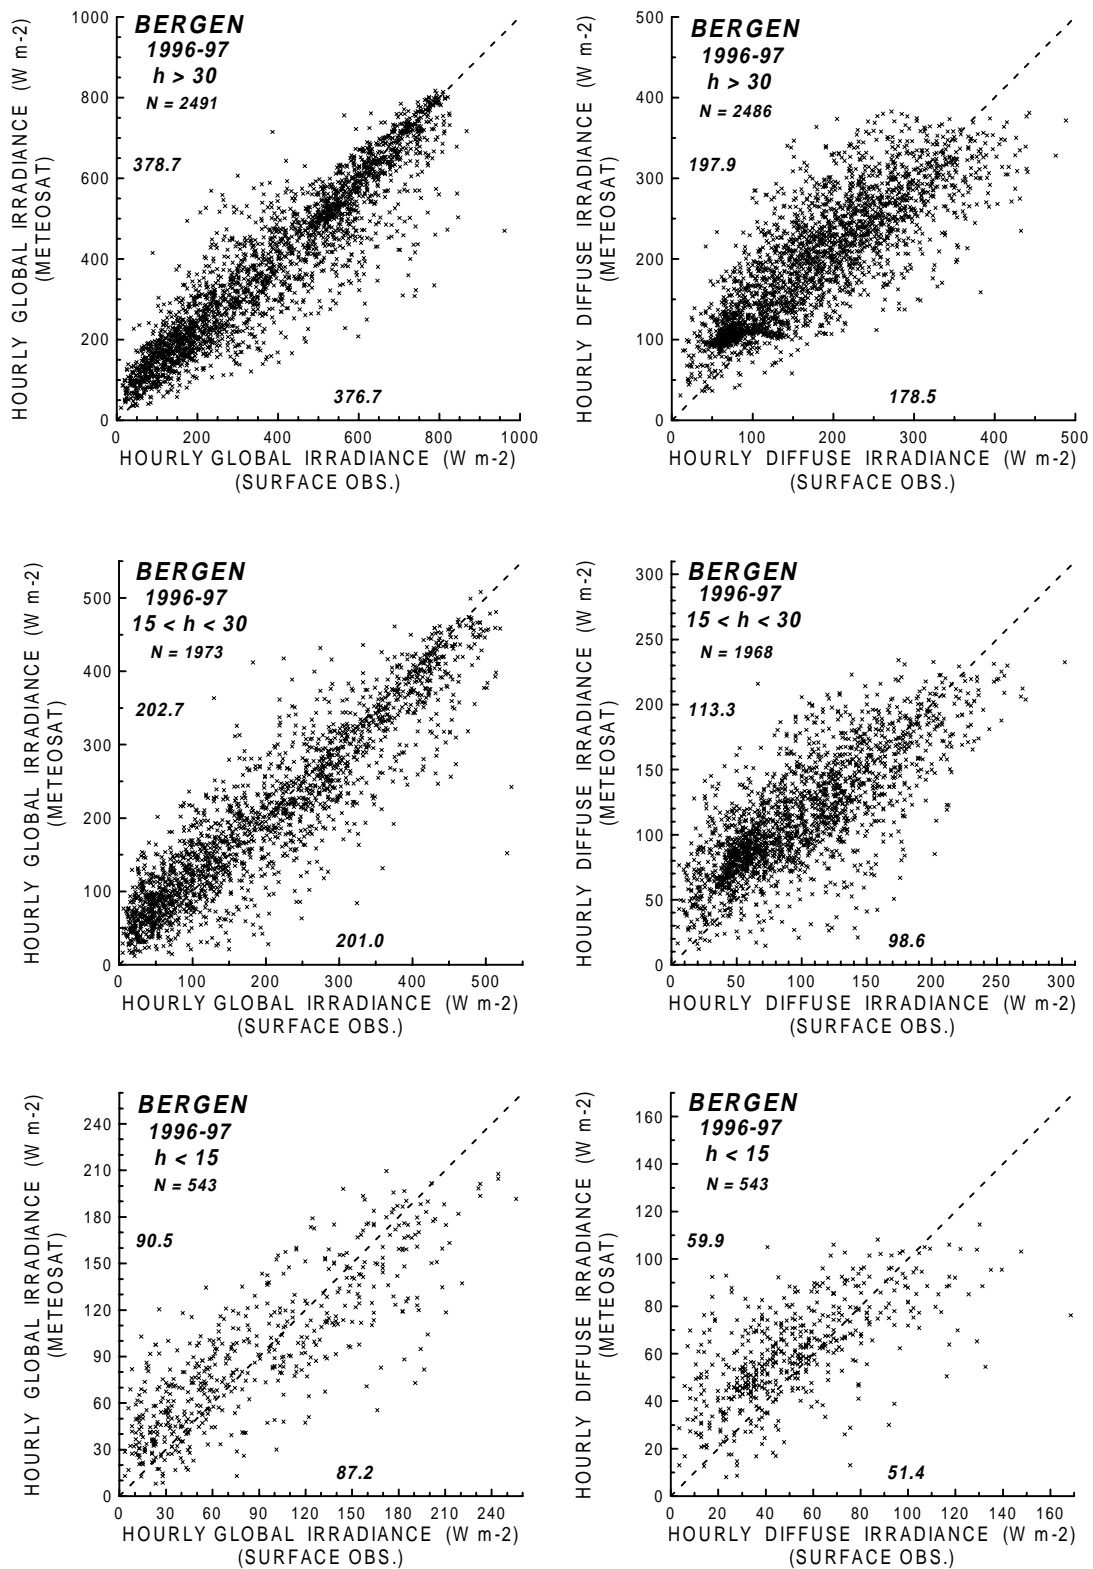 HOURLY GLOBAL IRRADIANCE (W m-2)
(METEOSAT)
1000
800
600
400
200
0
BERGEN
1996-97
h > 30
N = 2491
378.7
376.7
0 200 400 600 800 1000
HOURLY GLOBAL IRRADIANCE (W m-2)
(SURFACE OBS.)
HOURLY DIFFUSE IRRADIANCE (W m-2)
(METEOSAT)
500
400
300
200
100
0
BERGEN
1996-97
h > 30
N = 2486
197.9
178.5
0 100 200 300 400 500
HOURLY DIFFUSE IRRADIANCE (W m-2)
(SURFACE OBS.)
HOURLY GLOBAL IRRADIANCE (W m-2)
(METEOSAT)
500
400
300
200
100
0
BERGEN
1996-97
15 < h < 30
N = 1973
202.7
201.0
0 100 200 300 400 500
HOURLY GLOBAL IRRADIANCE (W m-2)
(SURFACE OBS.)
HOURLY DIFFUSE IRRADIANCE (W m-2)
(METEOSAT)
300
250
200
150
100
50
0
BERGEN
1996-97
15 < h < 30
N = 1968
113.3
98.6
0 50 100 150 200 250 300
HOURLY DIFFUSE IRRADIANCE (W m-2)
(SURFACE OBS.)
HOURLY GLOBAL IRRADIANCE (W m-2)
(METEOSAT)
240
210
180
150
120
90
60
30
0
BERGEN
1996-97
h < 15
N = 543
90.5
87.2
0 30 60 90 120 150 180 210 240
HOURLY GLOBAL IRRADIANCE (W m-2)
(SURFACE OBS.)
HOURLY DIFFUSE IRRADIANCE (W m-2)
(METEOSAT)
160
140
120
100
80
60
40
20
0
BERGEN
1996-97
h < 15
N = 543
59.9
51.4
0 20 40 60 80 100 120 140 160
HOURLY DIFFUSE IRRADIANCE (W m-2)
(SURFACE OBS.)